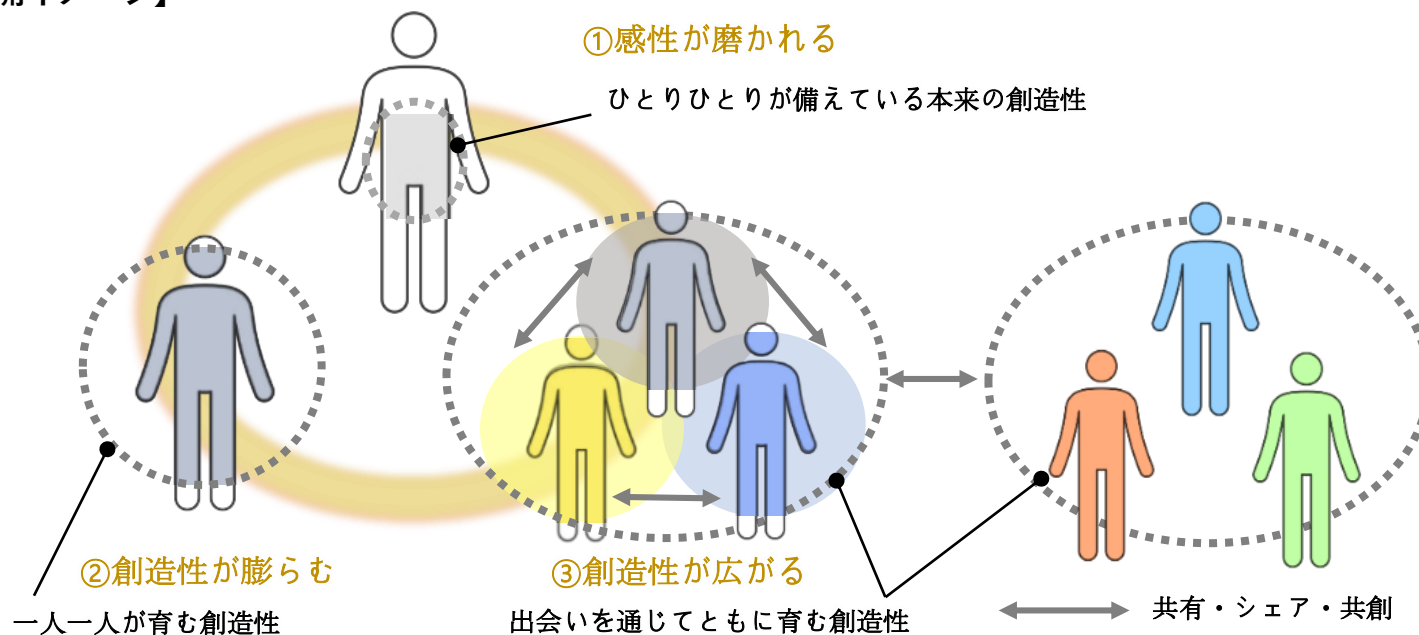 ①感性が磨かれる
ひとりひとりが備えている本来の創造性
②創造性が膨らむ
一人一人が育む創造性
③創造性が広がる
出会いを通じてともに育む創造性
共有・シェア・共創